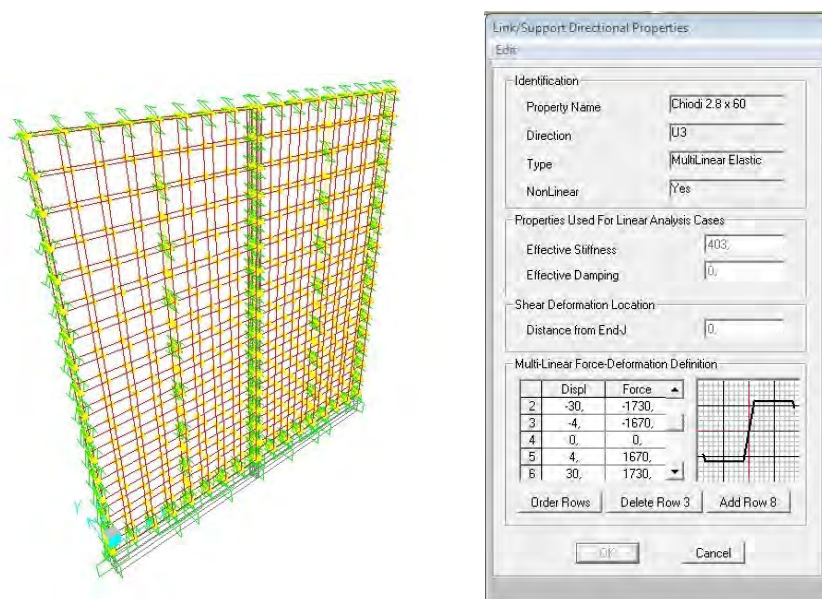 Link/Support Directional Properties
Edit
Identification
Property Name Chiodi 2.8 x 60
Direction U3
Type MultiLinear Elastic
NonLinear Yes
Properties Used For Linear Analysis Cases
Effective Stiffness 403,
Effective Damping 0,
Shear Deformation Location
Distance from End-J 0,
Multi-Linear Force-Deformation Definition
Displ Force
2 -30, -1730,
3 -4, -1670,
4 0, 0,
5 4, 1670,
6 30, 1730,
Order Rows Delete Row 3 Add Row 8
OK Cancel
Y